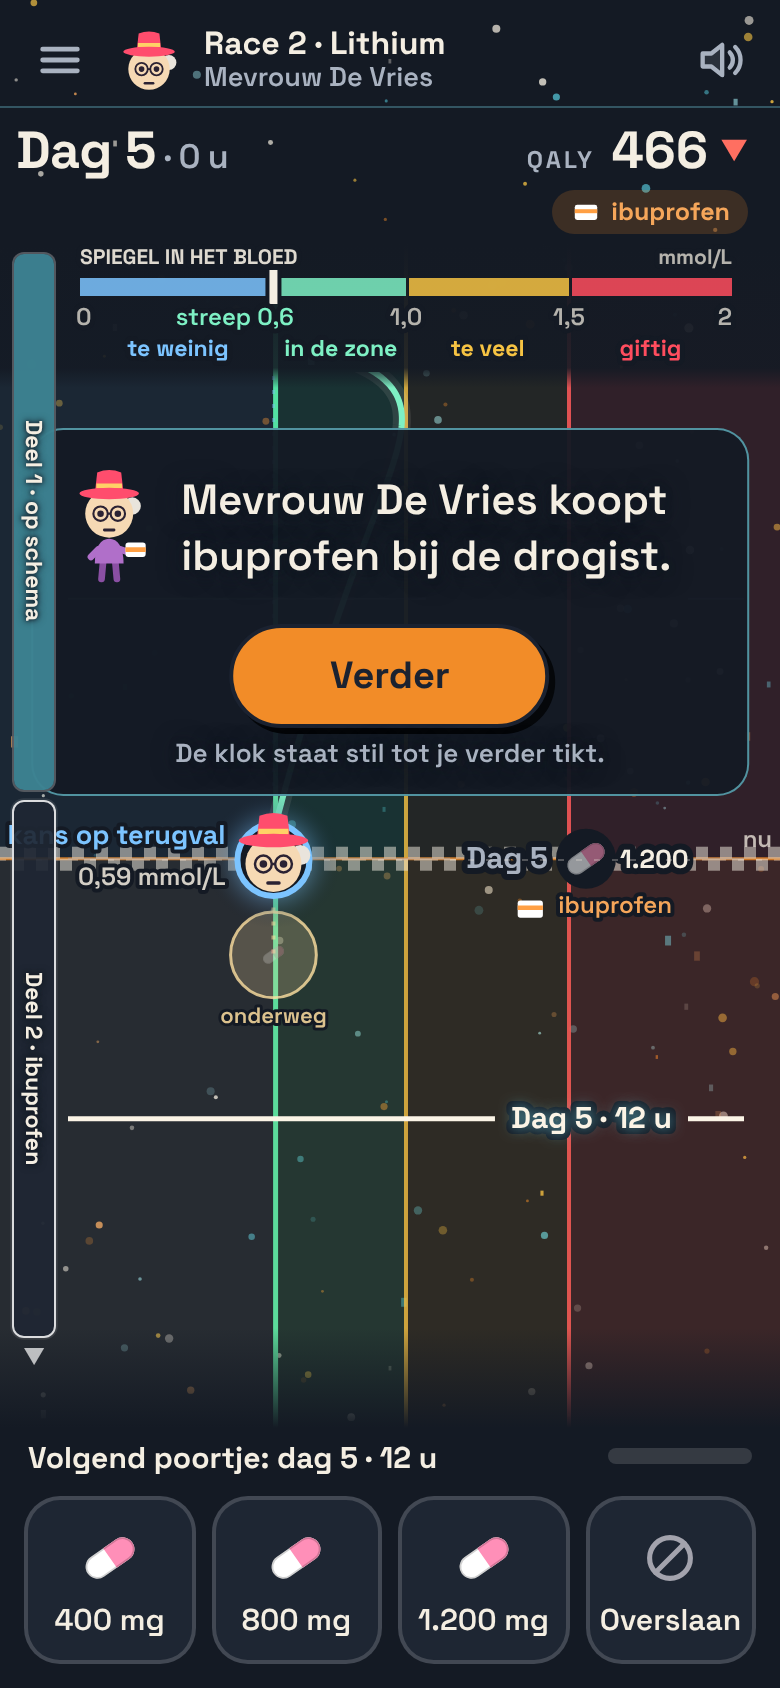 Race 2 · Lithium
Mevrouw De Vries
Dag 5 · 0 u
QALY 466
ibuprofen
SPIEGEL IN HET BLOED mmol/L
0 streep 0,6 1,0 1,5 2
te weinig in de zone te veel giftig
Deel 1 · op schema
Mevrouw De Vries koopt
ibuprofen bij de drogist.
Verder
De klok staat stil tot je verder tikt.
kans op terugval
nu
0,59 mmol/L
Dag 5 1.200
ibuprofen
onderweg
Deel 2 · ibuprofen
Dag 5 · 12 u
Volgend poortje: dag 5 · 12 u
400 mg 800 mg 1.200 mg Overslaan